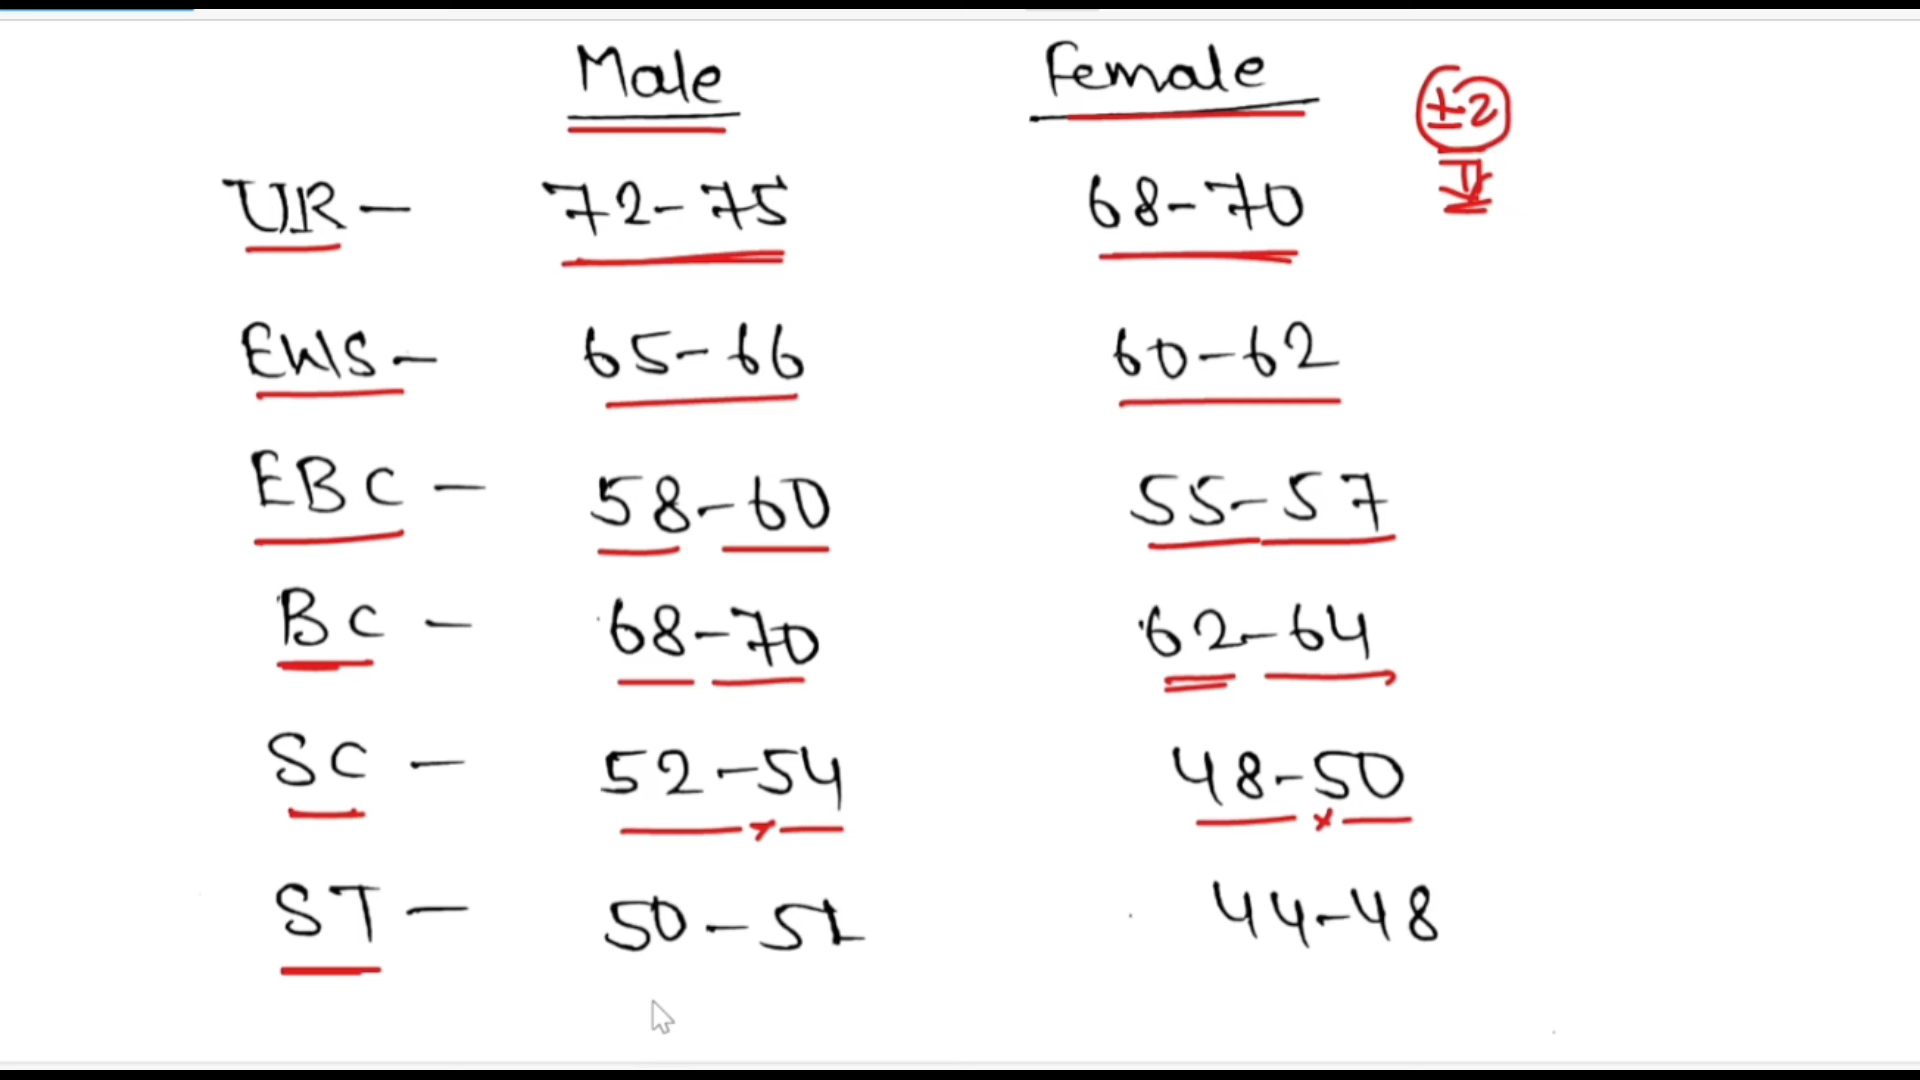 Male Female ±2
UR- 72-75 68-70
EWS- 65-66 60-62
EBC- 58-60 55-57
BC- 68-70 62-64
SC- 52-54 48-50
ST- 50-51 44-48